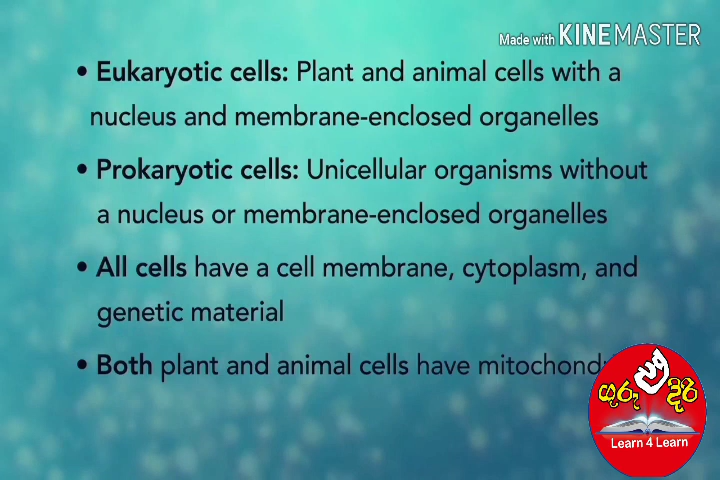 Made with KINEMASTER
• Eukaryotic cells: Plant and animal cells with a
nucleus and membrane-enclosed organelles
• Prokaryotic cells: Unicellular organisms without
a nucleus or membrane-enclosed organelles
• All cells have a cell membrane, cytoplasm, and
genetic material
• Both plant and animal cells have mitochond
ගුරු
දිරි
Learn 4 Learn